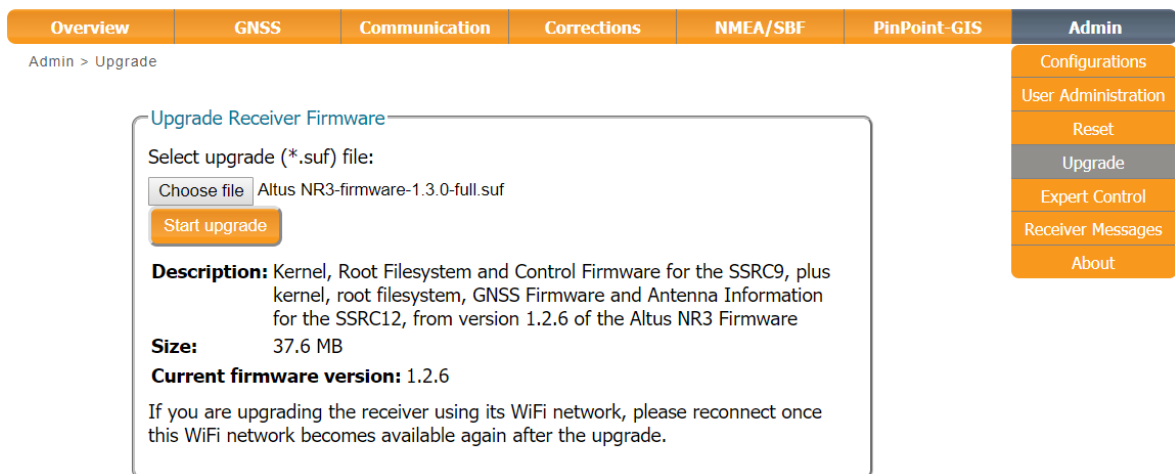 Overview GNSS Communication Corrections NMEA/SBF PinPoint-GIS Admin
Admin > Upgrade
Configurations
User Administration
Reset
Upgrade
Expert Control
Receiver Messages
About
Upgrade Receiver Firmware
Select upgrade (*.suf) file:
Choose file Altus NR3-firmware-1.3.0-full.suf
Start upgrade
Description: Kernel, Root Filesystem and Control Firmware for the SSRC9, plus
kernel, root filesystem, GNSS Firmware and Antenna Information
for the SSRC12, from version 1.2.6 of the Altus NR3 Firmware
Size: 37.6 MB
Current firmware version: 1.2.6
If you are upgrading the receiver using its WiFi network, please reconnect once
this WiFi network becomes available again after the upgrade.